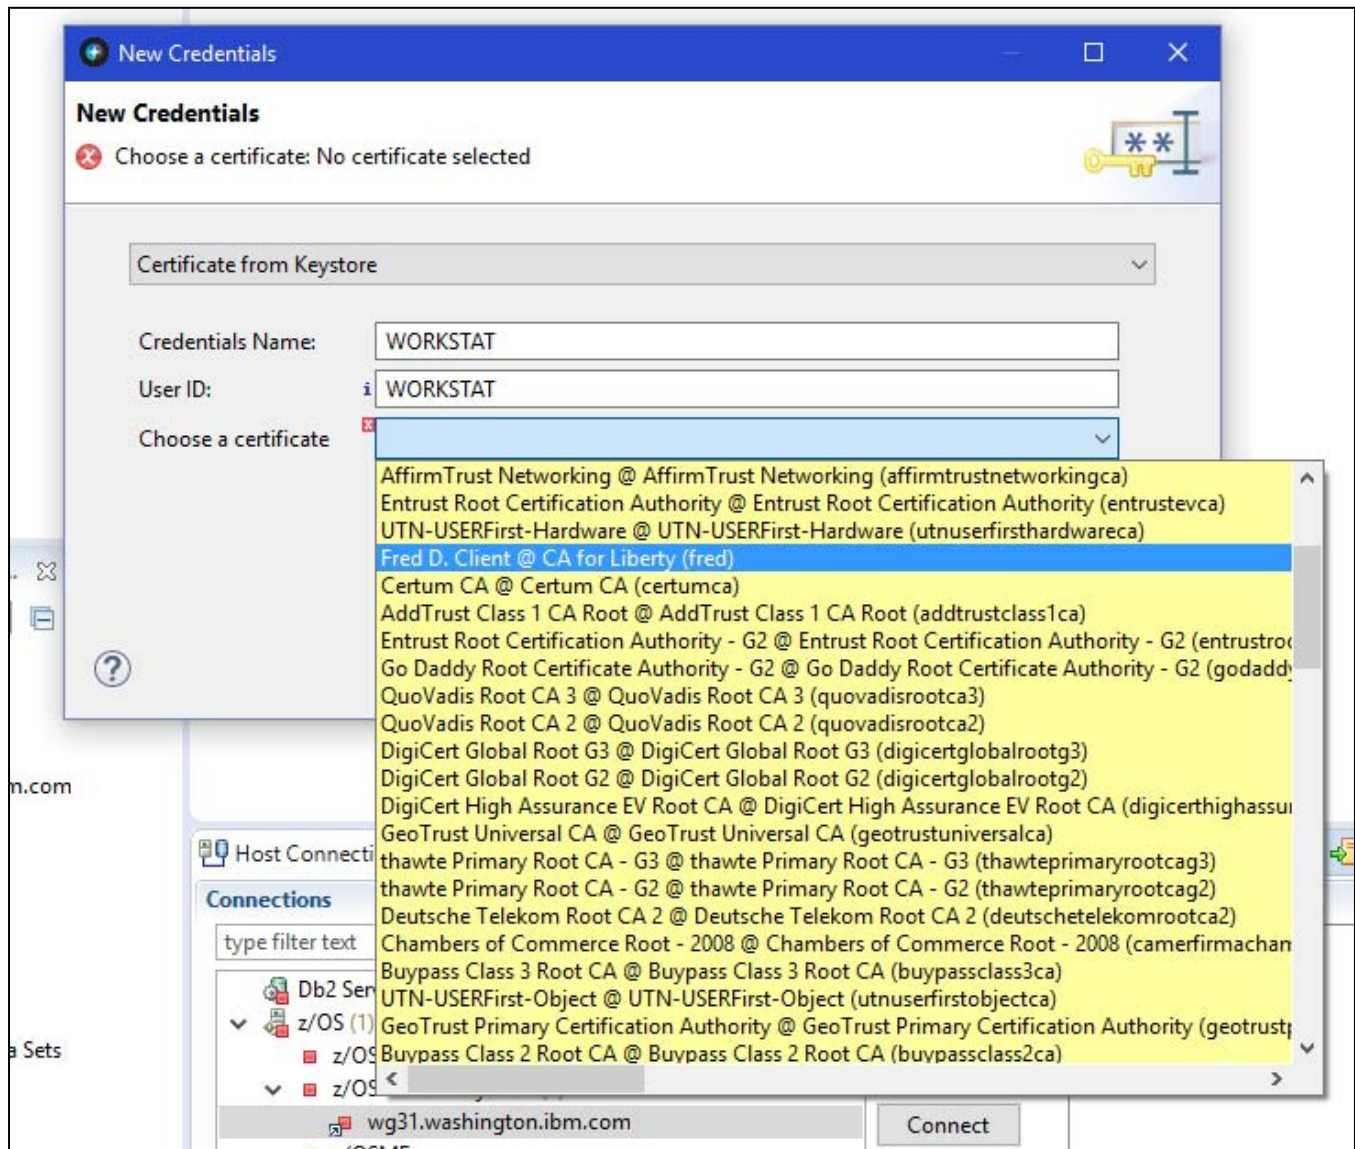 New Credentials
New Credentials
Choose a certificate: No certificate selected
**
Certificate from Keystore
Credentials Name: WORKSTAT
User ID: i WORKSTAT
Choose a certificate
AffirmTrust Networking @ AffirmTrust Networking (affirmtrustnetworkingca)
Entrust Root Certification Authority @ Entrust Root Certification Authority (entrustevca)
UTN-USERFirst-Hardware @ UTN-USERFirst-Hardware (utnuserfirsthardwareca)
Fred D. Client @ CA for Liberty (fred)
Certum CA @ Certum CA (certumca)
AddTrust Class 1 CA Root @ AddTrust Class 1 CA Root (addtrustclass1ca)
Entrust Root Certification Authority - G2 @ Entrust Root Certification Authority - G2 (entrustroo
Go Daddy Root Certificate Authority - G2 @ Go Daddy Root Certificate Authority - G2 (godaddy
QuoVadis Root CA 3 @ QuoVadis Root CA 3 (quovadisrootca3)
QuoVadis Root CA 2 @ QuoVadis Root CA 2 (quovadisrootca2)
DigiCert Global Root G3 @ DigiCert Global Root G3 (digicertglobalrootg3)
DigiCert Global Root G2 @ DigiCert Global Root G2 (digicertglobalrootg2)
DigiCert High Assurance EV Root CA @ DigiCert High Assurance EV Root CA (digicerthighassu
GeoTrust Universal CA @ GeoTrust Universal CA (geotrustuniversalca)
thawte Primary Root CA - G3 @ thawte Primary Root CA - G3 (thawteprimaryrootcag3)
thawte Primary Root CA - G2 @ thawte Primary Root CA - G2 (thawteprimaryrootcag2)
Deutsche Telekom Root CA 2 @ Deutsche Telekom Root CA 2 (deutschetelekomrootca2)
Chambers of Commerce Root - 2008 @ Chambers of Commerce Root - 2008 (camerfirmacham
Buypass Class 3 Root CA @ Buypass Class 3 Root CA (buypassclass3ca)
UTN-USERFirst-Object @ UTN-USERFirst-Object (utnuserfirstobjectca)
GeoTrust Primary Certification Authority @ GeoTrust Primary Certification Authority (geotrustp
Buypass Class 2 Root CA @ Buypass Class 2 Root CA (buypassclass2ca)
m.com
a Sets
Host Connecti
Connections
type filter text
Db2 Ser
z/OS (1)
z/OS
z/OS
wg31.washington.ibm.com
Connect